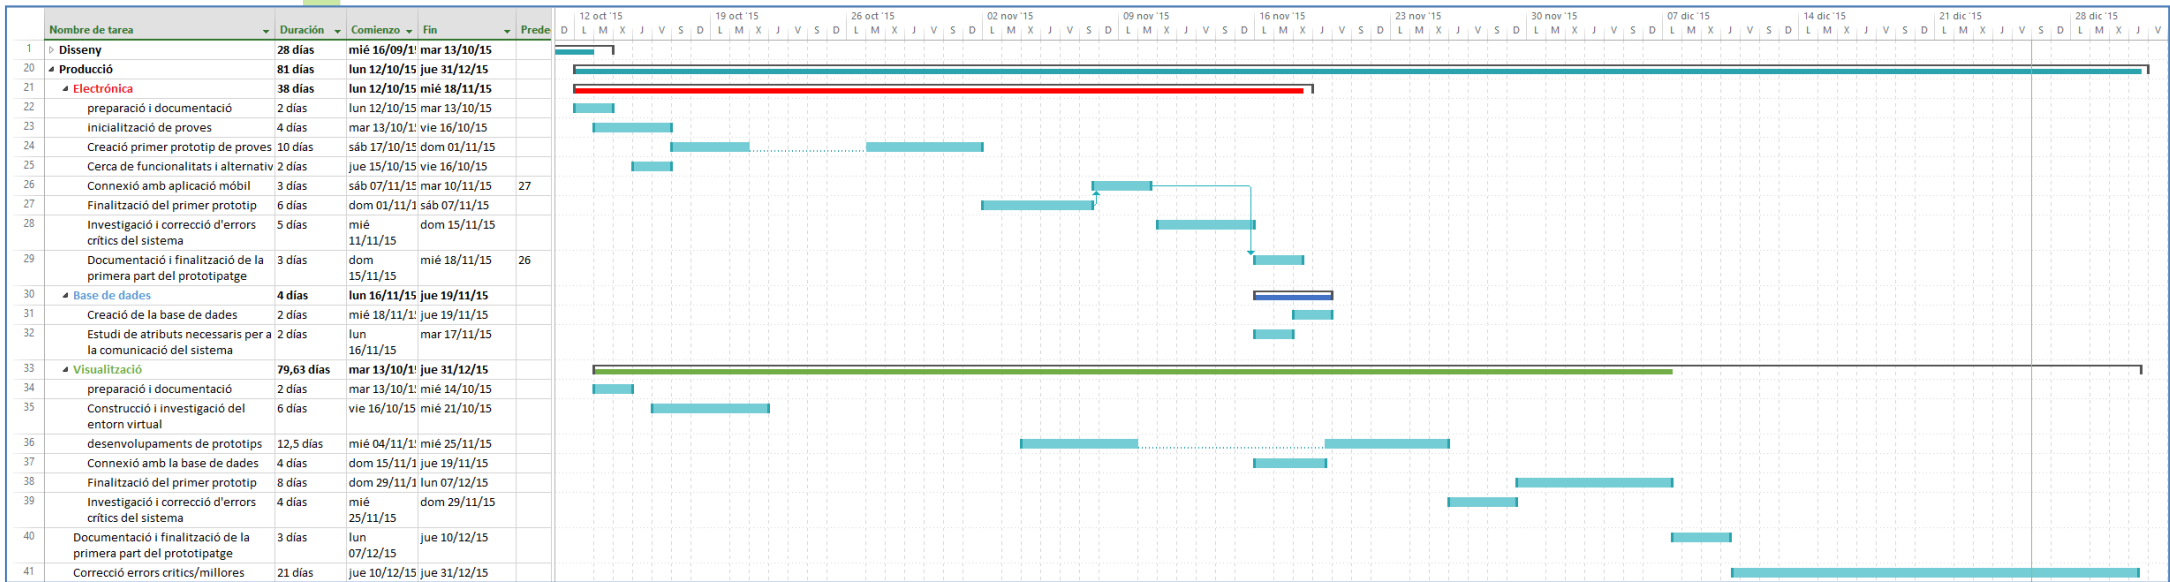 12 oct '15 19 oct '15 26 oct '15 02 nov '15 09 nov '15 16 nov '15 23 nov '15 30 nov '15 07 dic '15 14 dic '15 21 dic '15 28 dic '15
Nombre de tarea Duración Comienzo Fin Prede
D L M X J V S D L M X J V S D L M X J V S D L M X J V S D L M X J V S D L M X J V S D L M X J V S D L M X J V S D L M X J V S D L M X J V S D L M X J V S D L M X J V
1 Disseny 28 días mié 16/09/1 mar 13/10/15
20 Producció 81 días lun 12/10/15 jue 31/12/15
21 Electrónica 38 días lun 12/10/15 mié 18/11/15
22 preparació i documentació 2 días lun 12/10/15 mar 13/10/15
23 inicialització de proves 4 días mar 13/10/1 vie 16/10/15
24 Creació primer prototip de proves 10 días sáb 17/10/15 dom 01/11/15
25 Cerca de funcionalitats i alternativ 2 días jue 15/10/15 vie 16/10/15
26 Connexió amb aplicació móbil 3 días sáb 07/11/15 mar 10/11/15 27
27 Finalització del primer prototip 6 días dom 01/11/1 sáb 07/11/15
28 Investigació i correcció d'errors 5 días mié dom 15/11/15
crítics del sistema 11/11/15
29 Documentació i finalització de la 3 días dom mié 18/11/15 26
primera part del prototipatge 15/11/15
30 Base de dades 4 días lun 16/11/15 jue 19/11/15
31 Creación de la base de dades 2 días mié 18/11/1 jue 19/11/15
32 Estudi de atributs necessaris per a 2 días lun mar 17/11/15
la comunicació del sistema 16/11/15
33 Visualització 79,63 días mar 13/10/1 jue 31/12/15
34 preparació i documentació 2 días mar 13/10/1 mié 14/10/15
35 Construcció i investigació del 6 días vie 16/10/15 mié 21/10/15
entorn virtual
36 desenvolupaments de prototips 12,5 días mié 04/11/1 mié 25/11/15
37 Connexió amb la base de dades 4 días dom 15/11/1 jue 19/11/15
38 Finalització del primer prototip 8 días dom 29/11/1 lun 07/12/15
39 Investigació i correcció d'errors 4 días mié dom 29/11/15
crítics del sistema 25/11/15
40 Documentació i finalització de la 3 días lun jue 10/12/15
primera part del prototipatge 07/12/15
41 Correcció errors critics/millores 21 días jue 10/12/15 jue 31/12/15